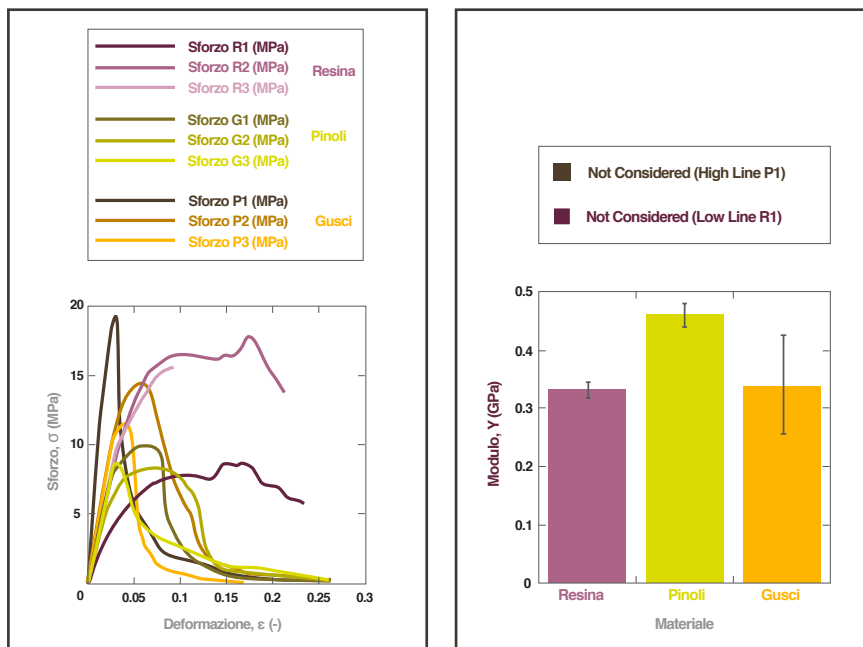 Sforzo R1 (MPa)
Sforzo R2 (MPa)
Resina
Sforzo R3 (MPa)
Sforzo G1 (MPa)
Sforzo G2 (MPa)
Pinoli
Sforzo G3 (MPa)
Sforzo P1 (MPa)
Sforzo P2 (MPa)
Gusci
Sforzo P3 (MPa)
20
15
10
5
0
0.05
0.1
0.15
0.2
0.25
0.3
Sforzo, σ (MPa)
Deformazione, ε (-)
Not Considered (High Line P1)
Not Considered (Low Line R1)
0.5
0.4
0.3
0.2
0.1
0
Modulo, Y (GPa)
Resina
Pinoli
Gusci
Materiale